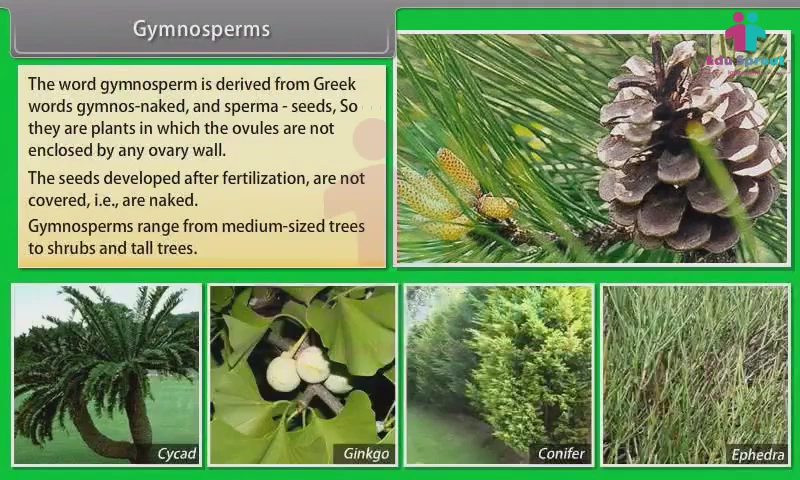 Gymnosperms
Edu Sprout
The word gymnosperm is derived from Greek
words gymnos-naked, and sperma - seeds, So
they are plants in which the ovules are not
enclosed by any ovary wall.
The seeds developed after fertilization, are not
covered, i.e., are naked.
Gymnosperms range from medium-sized trees
to shrubs and tall trees.
Cycad
Ginkgo
Conifer
Ephedra